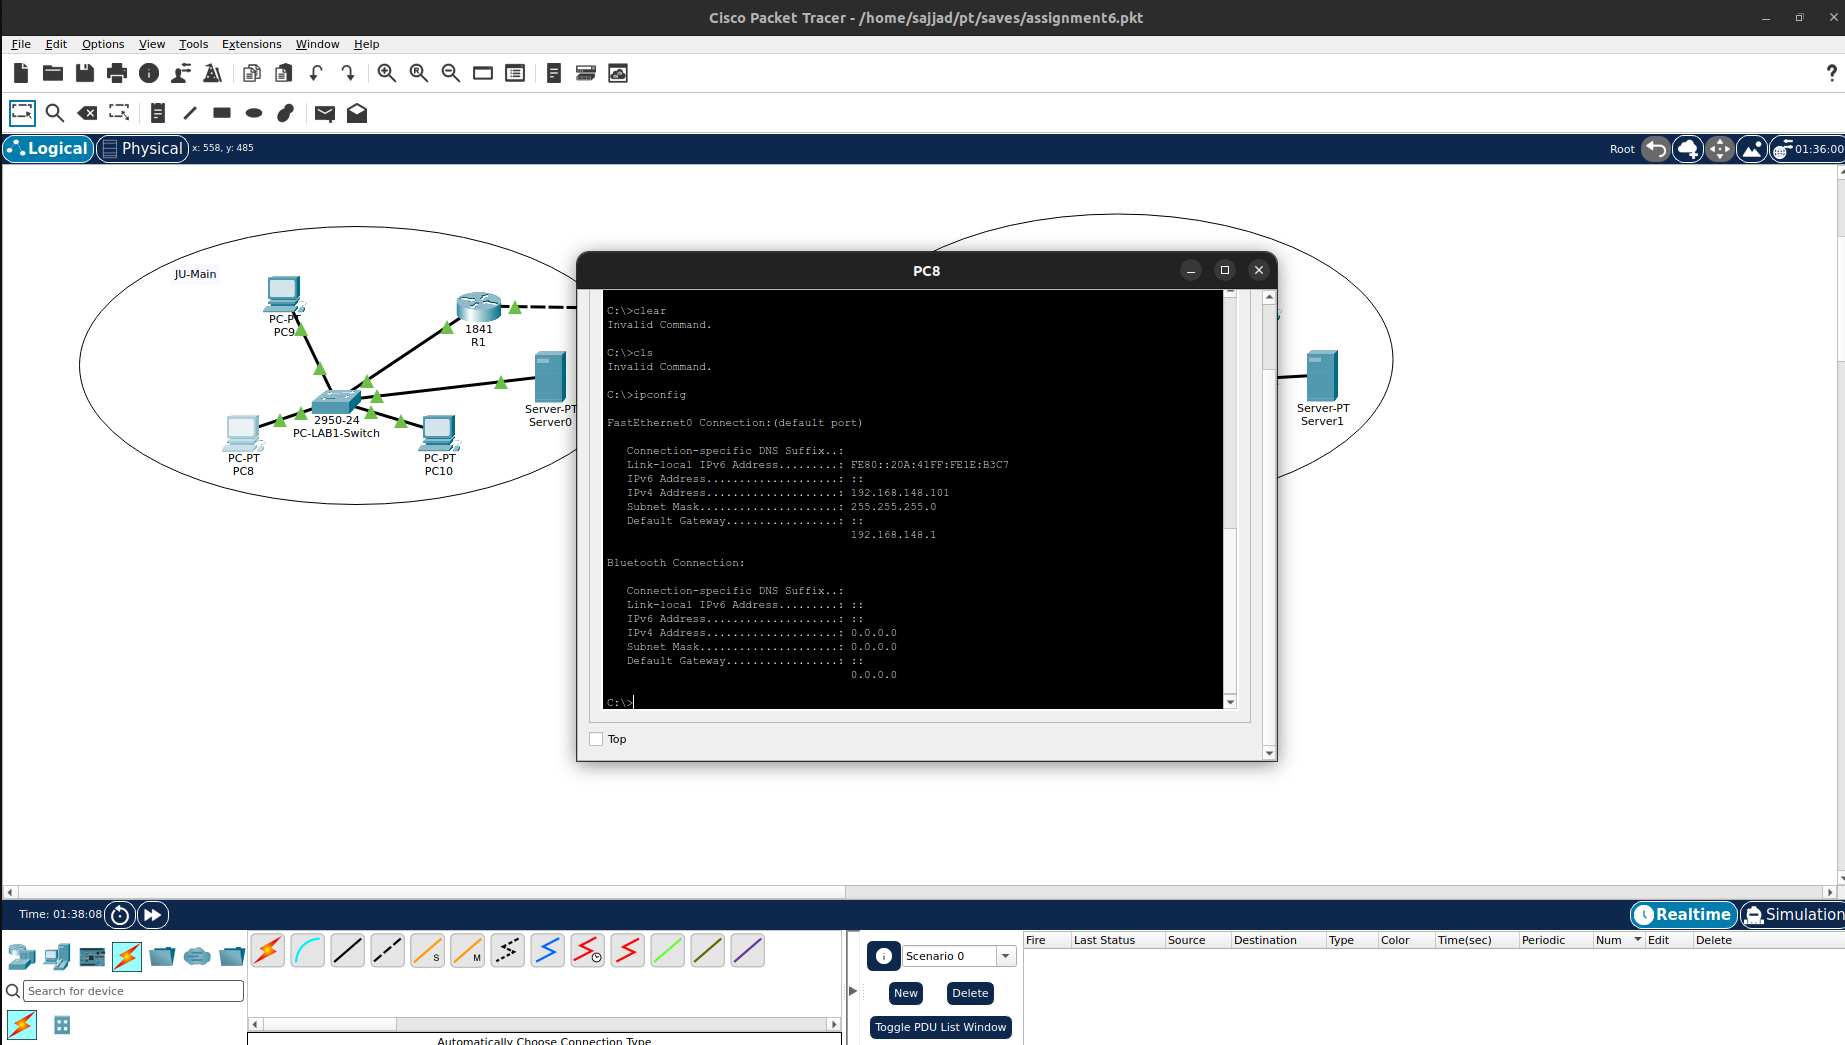 Cisco Packet Tracer - /home/sajjad/pt/saves/assignment6.pkt
File Edit Options View Tools Extensions Window Help
Logical Physical x: 558, y: 485 Root 01:36:00
JU-Main
PC-PT
PC9
1841
R1
Server-PT
Server0
2950-24
PC-LAB1-Switch
PC-PT
PC8
PC-PT
PC10
Server-PT
Server1
PC8
C:\>clear
Invalid Command.
C:\>cls
Invalid Command.
C:\>ipconfig
FastEthernet0 Connection:(default port)
Connection-specific DNS Suffix..:
Link-local IPv6 Address.........: FE80::20A:41FF:FE1E:B3C7
IPv6 Address....................: ::
IPv4 Address....................: 192.168.148.101
Subnet Mask.....................: 255.255.255.0
Default Gateway.................: ::
192.168.148.1
Bluetooth Connection:
Connection-specific DNS Suffix..:
Link-local IPv6 Address.........: ::
IPv6 Address....................: ::
IPv4 Address....................: 0.0.0.0
Subnet Mask.....................: 0.0.0.0
Default Gateway.................: ::
0.0.0.0
C:\>
Top
Time: 01:38:08 Realtime Simulation
Search for device
S
M
Automatically Choose Connection Type
Scenario 0
New Delete
Toggle PDU List Window
Fire Last Status Source Destination Type Color Time(sec) Periodic Num Edit Delete